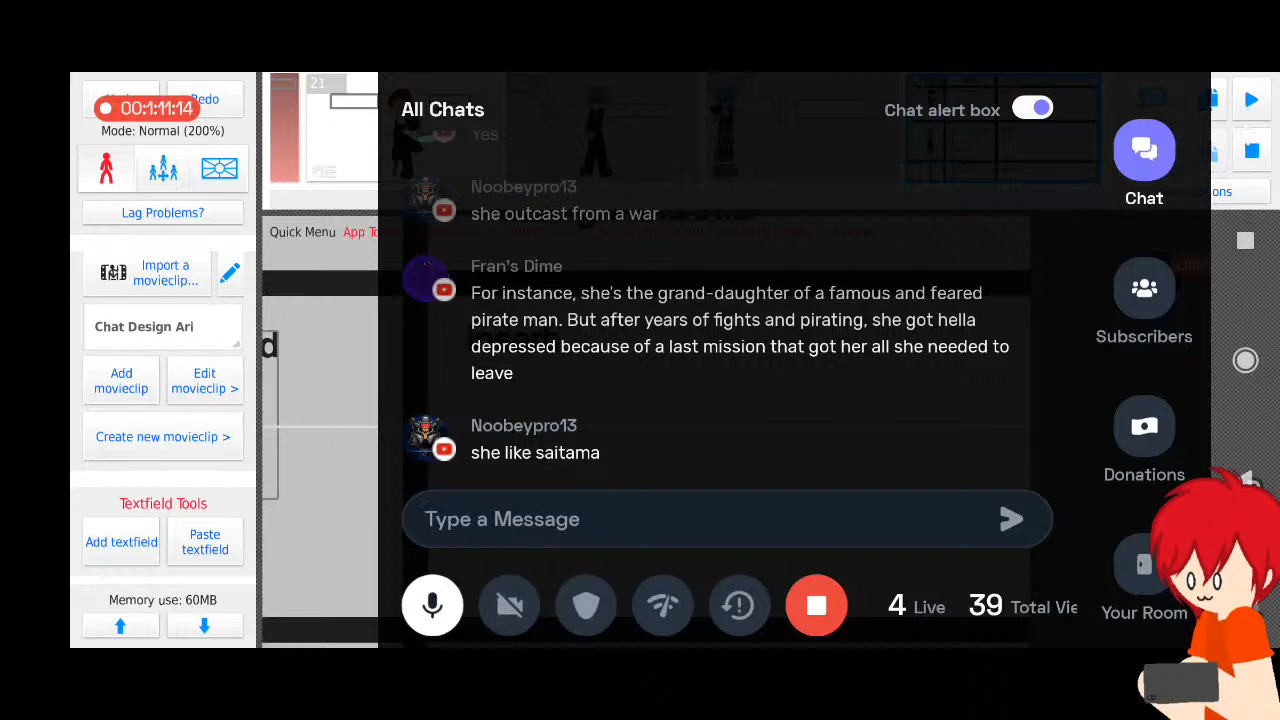 Redo
00:1:11:14
Mode: Normal (200%)
Lag Problems?
Import a
movieclip...
Chat Design Ari
Add
movieclip
Edit
movieclip >
Create new movieclip >
Textfield Tools
Add textfield
Paste
textfield
Memory use: 60MB
21
Quick Menu
App To
d
All Chats
Chat alert box
Yes
Noobeypro13
she outcast from a war
Fran's Dime
For instance, she's the grand-daughter of a famous and feared
pirate man. But after years of fights and pirating, she got hella
depressed because of a last mission that got her all she needed to
leave
Noobeypro13
she like saitama
Type a Message
4 Live
39 Total Vie
Chat
Subscribers
Donations
Your Room